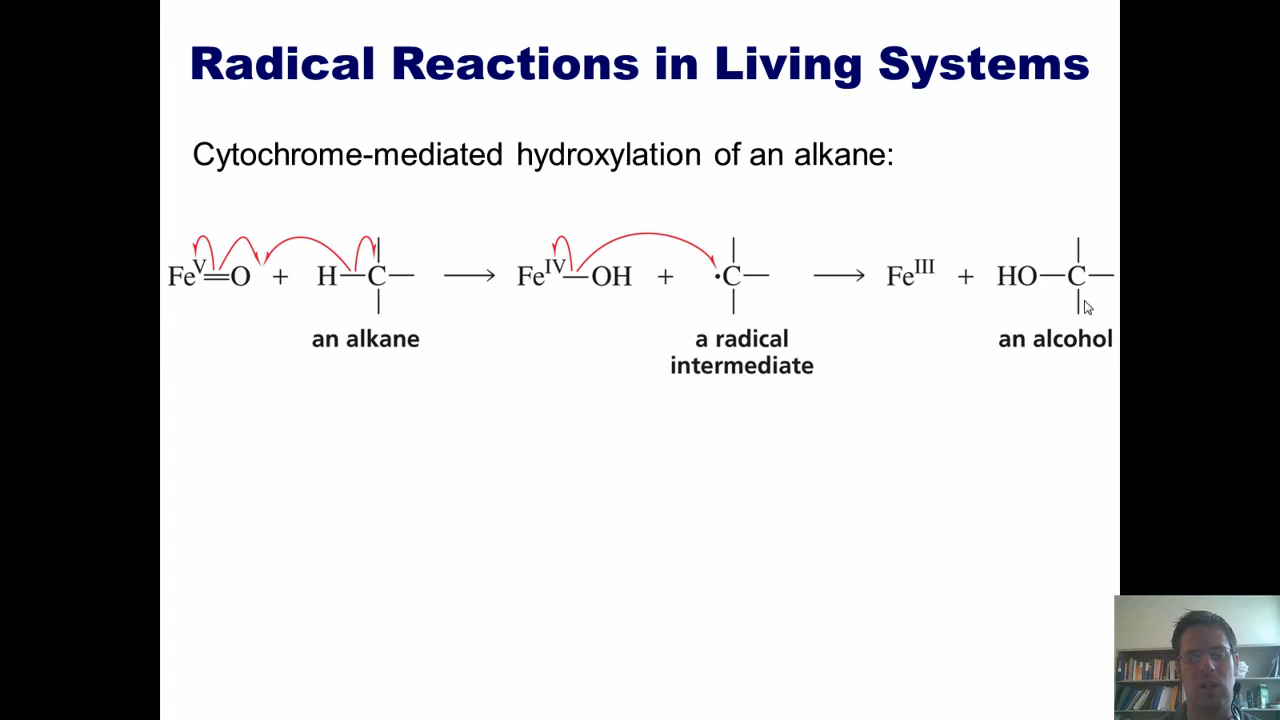 Radical Reactions in Living Systems
Cytochrome-mediated hydroxylation of an alkane:
Fe^V=O + H—C— ⟶ Fe^IV—OH + ·C— ⟶ Fe^III + HO—C—
an alkane a radical an alcohol
intermediate